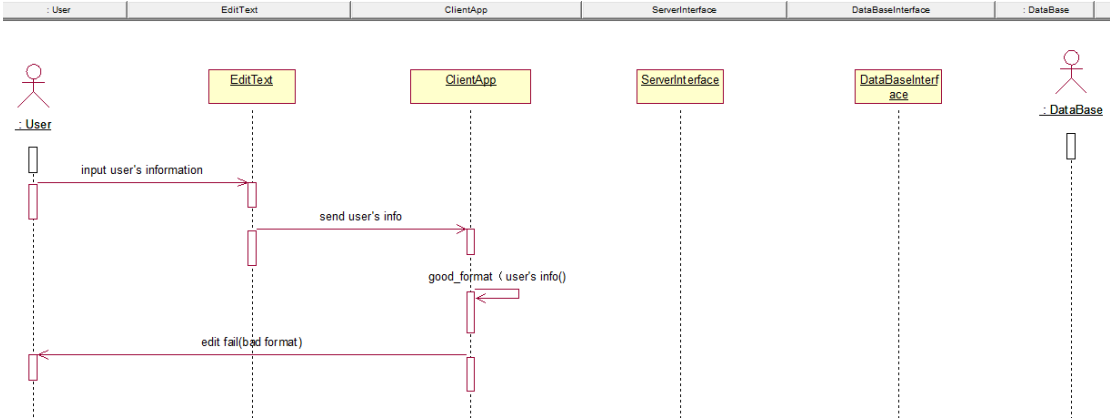 : User
EditText
ClientApp
ServerInterface
DataBaseInterface
: DataBase
EditText
ClientApp
ServerInterface
DataBaseInterf
ace
: User
: DataBase
input user's information
send user's info
good_format（user's info()
edit fail(bad format)